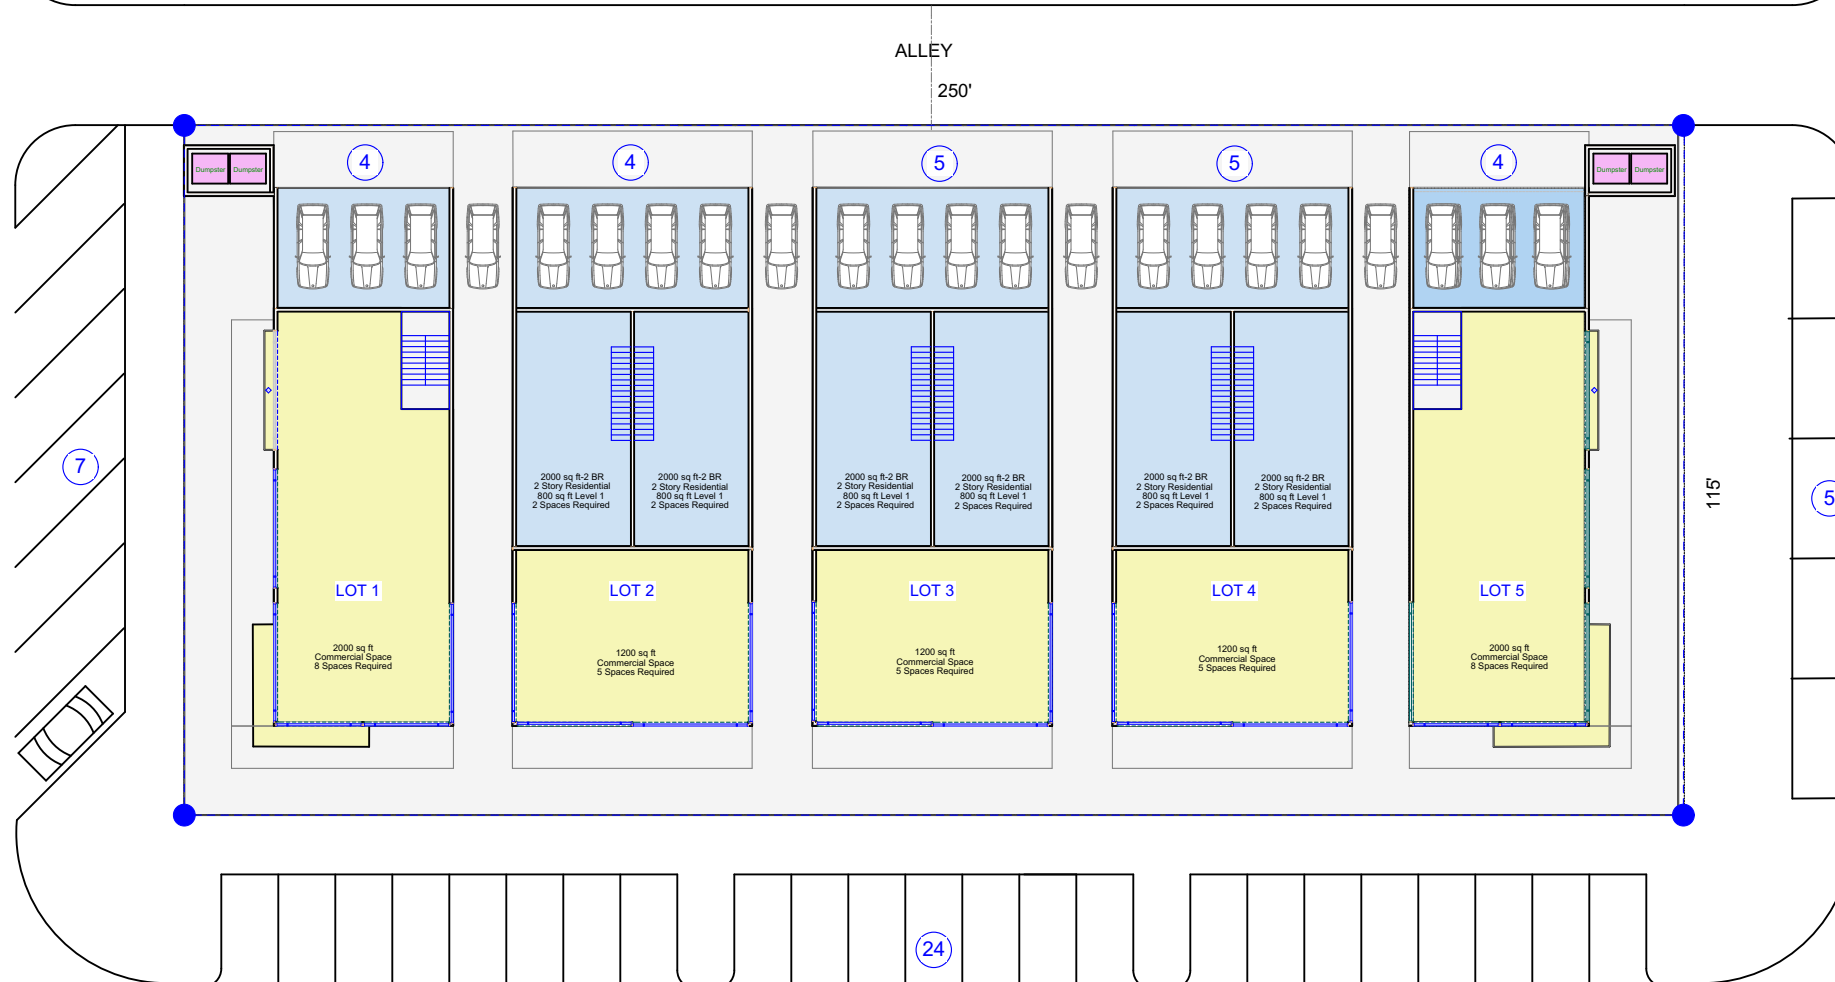 ALLEY
250'
4
4
5
5
4
Dumpster
Dumpster
Dumpster
Dumpster
7
5
115'
2000 sq ft-2 BR
2 Story Residential
800 sq ft Level 1
2 Spaces Required
2000 sq ft-2 BR
2 Story Residential
800 sq ft Level 1
2 Spaces Required
2000 sq ft-2 BR
2 Story Residential
800 sq ft Level 1
2 Spaces Required
2000 sq ft-2 BR
2 Story Residential
800 sq ft Level 1
2 Spaces Required
2000 sq ft-2 BR
2 Story Residential
800 sq ft Level 1
2 Spaces Required
2000 sq ft-2 BR
2 Story Residential
800 sq ft Level 1
2 Spaces Required
LOT 1
LOT 2
LOT 3
LOT 4
LOT 5
2000 sq ft
Commercial Space
8 Spaces Required
1200 sq ft
Commercial Space
5 Spaces Required
1200 sq ft
Commercial Space
5 Spaces Required
1200 sq ft
Commercial Space
5 Spaces Required
2000 sq ft
Commercial Space
8 Spaces Required
24